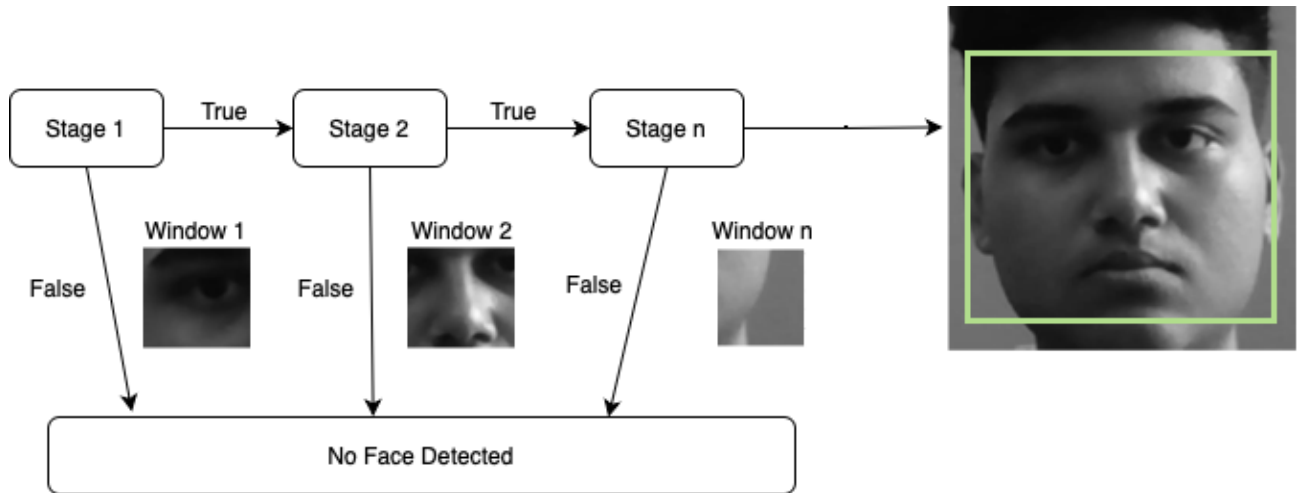 Stage 1
True
Stage 2
True
Stage n
Window 1
Window 2
Window n
False
False
False
No Face Detected